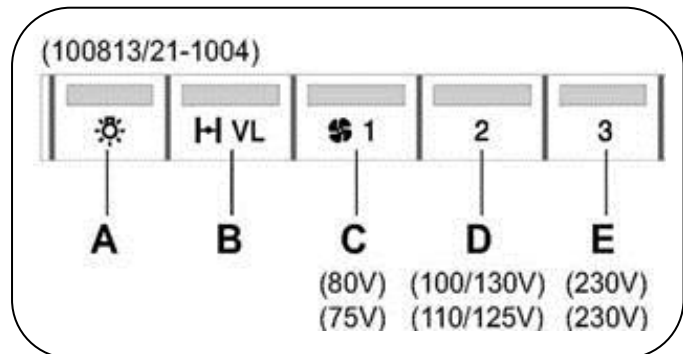 (100813/21-1004)
VL 1 2 3
A B C D E
(80V) (100/130V) (230V)
(75V) (110/125V) (230V)